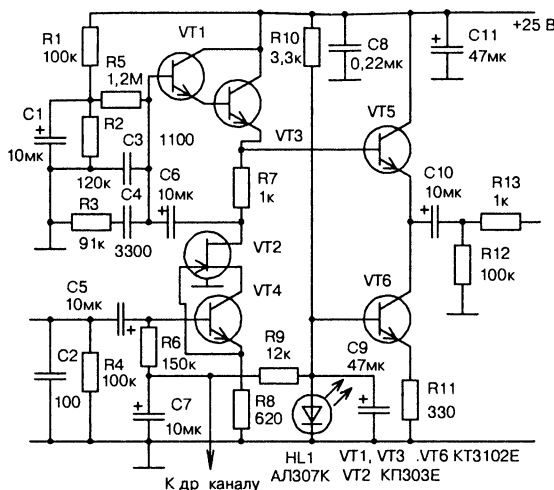 R1
100к
R5
1,2М
VT1
R10
3,3к
C8
0,22мк
C11
47мк
+25 В
C1
+
10мк
R2
120к
C3
1100
VT3
VT5
C6
10мк
+
R7
1к
C10
10мк
+
R13
1к
R3
91к
C4
3300
VT2
R12
100к
C5
10мк
+
VT4
VT6
R6
150к
R9
12к
C9
47мк
+
C2
100
R4
100к
C7
10мк
+
R8
620
R11
330
HL1
АЛ307К
VT1, VT3 .VT6 КТ3102Е
VT2 КП303Е
К др каналу